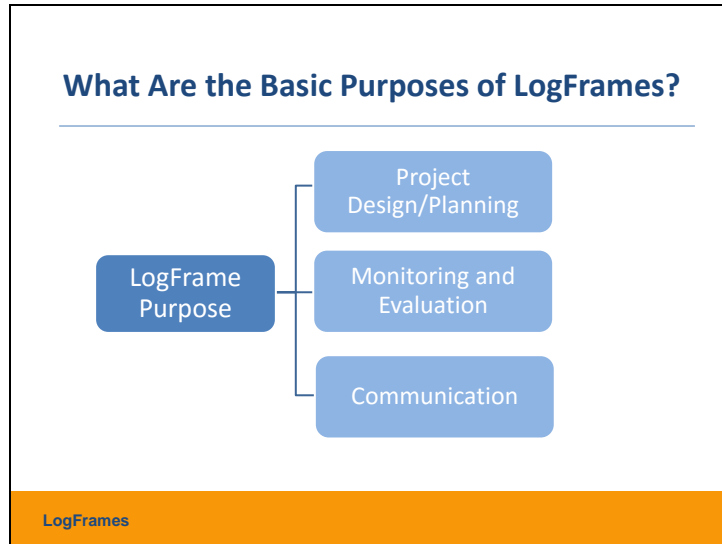 What Are the Basic Purposes of LogFrames?
Project
Design/Planning
LogFrame
Purpose
Monitoring and
Evaluation
Communication
LogFrames